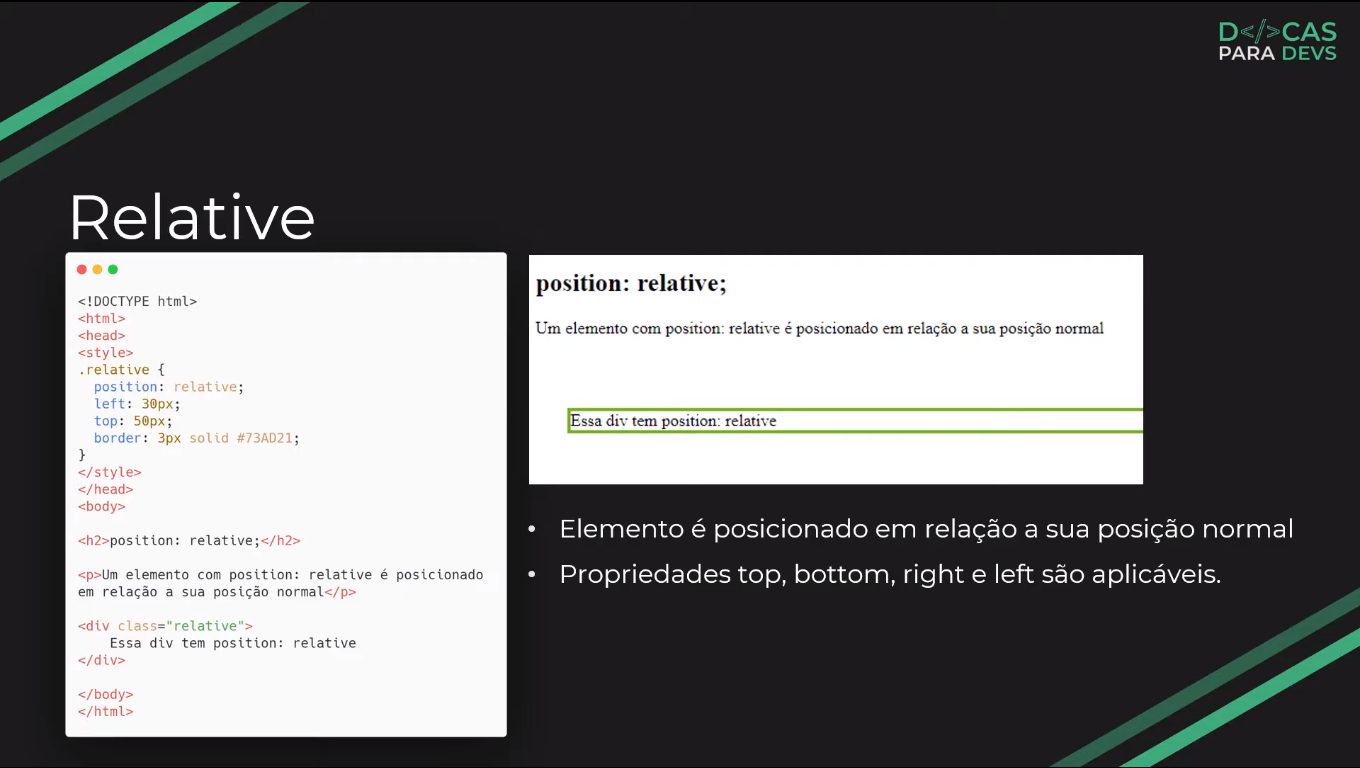 D</>CAS
PARA DEVS
Relative
<!DOCTYPE html>
<html>
<head>
<style>
.relative {
  position: relative;
  left: 30px;
  top: 50px;
  border: 3px solid #73AD21;
}
</style>
</head>
<body>
<h2>position: relative;</h2>
<p>Um elemento com position: relative é posicionado
em relação a sua posição normal</p>
<div class="relative">
    Essa div tem position: relative
</div>
</body>
</html>
position: relative;
Um elemento com position: relative é posicionado em relação a sua posição normal
Essa div tem position: relative
• Elemento é posicionado em relação a sua posição normal
• Propriedades top, bottom, right e left são aplicáveis.